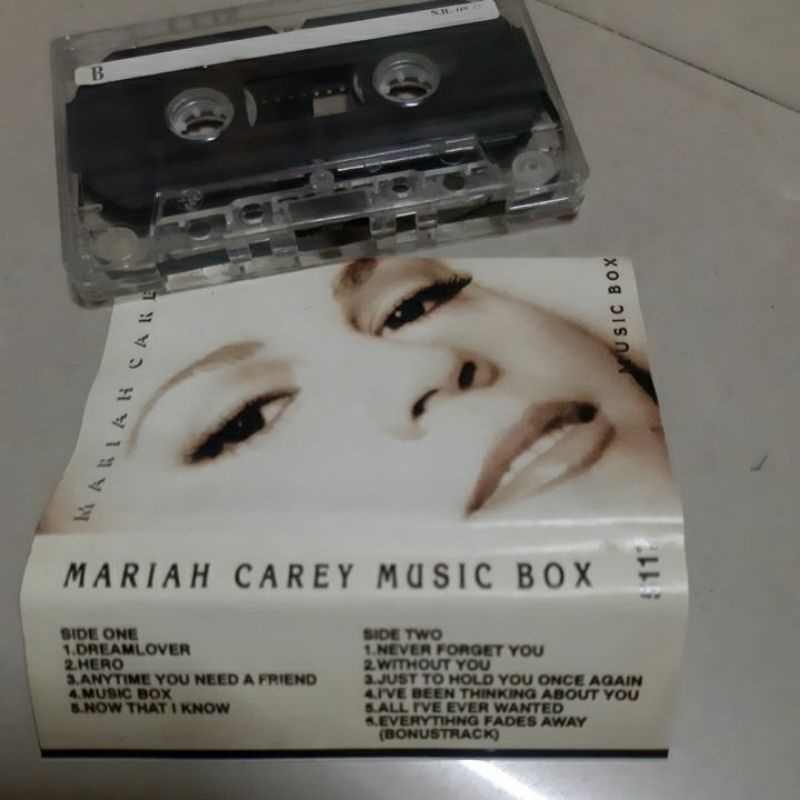 B
N.R.
MARIAH CARE
MUSIC BOX
MARIAH CAREY MUSIC BOX
SIDE ONE
1.DREAMLOVER
2.HERO
3.ANYTIME YOU NEED A FRIEND
4.MUSIC BOX
5.NOW THAT I KNOW
SIDE TWO
1.NEVER FORGET YOU
2.WITHOUT YOU
3.JUST TO HOLD YOU ONCE AGAIN
4.I'VE BEEN THINKING ABOUT YOU
5.ALL I'VE EVER WANTED
6.EVERYTIHNG FADES AWAY
(BONUSTRACK)